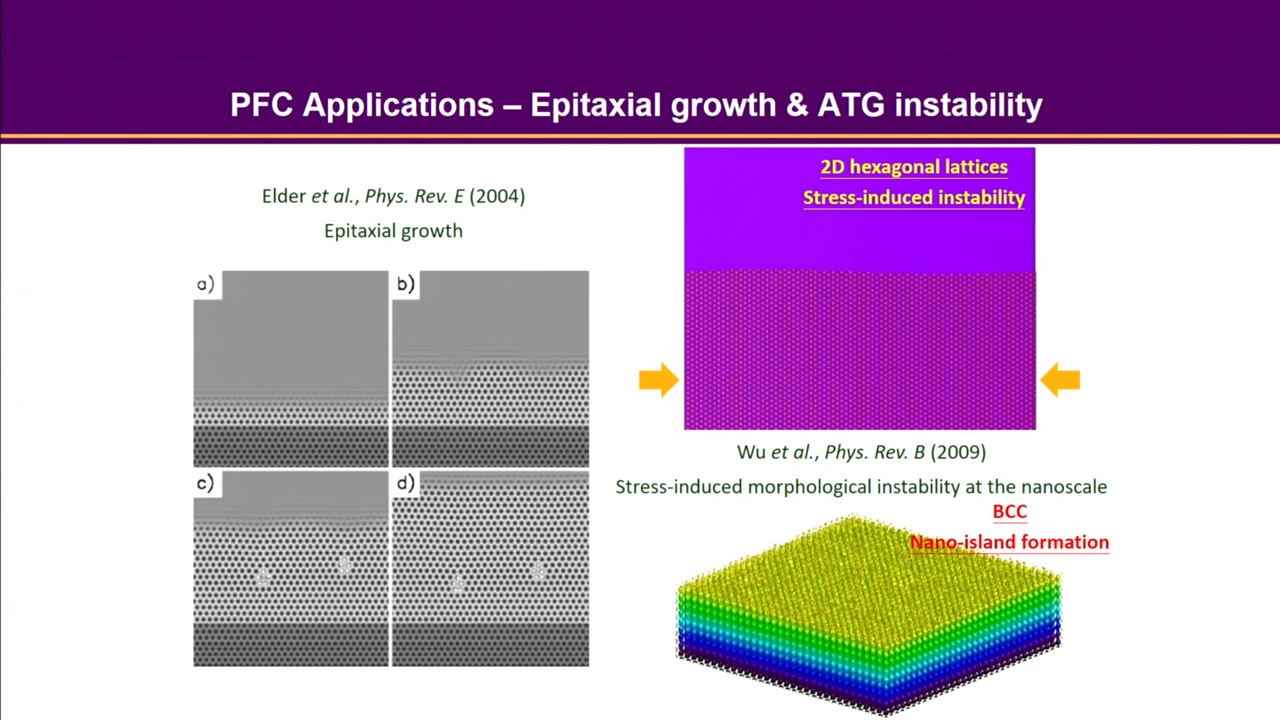 PFC Applications – Epitaxial growth & ATG instability
Elder et al., Phys. Rev. E (2004)
Epitaxial growth
a)
b)
c)
d)
2D hexagonal lattices
Stress-induced instability
Wu et al., Phys. Rev. B (2009)
Stress-induced morphological instability at the nanoscale
BCC
Nano-island formation